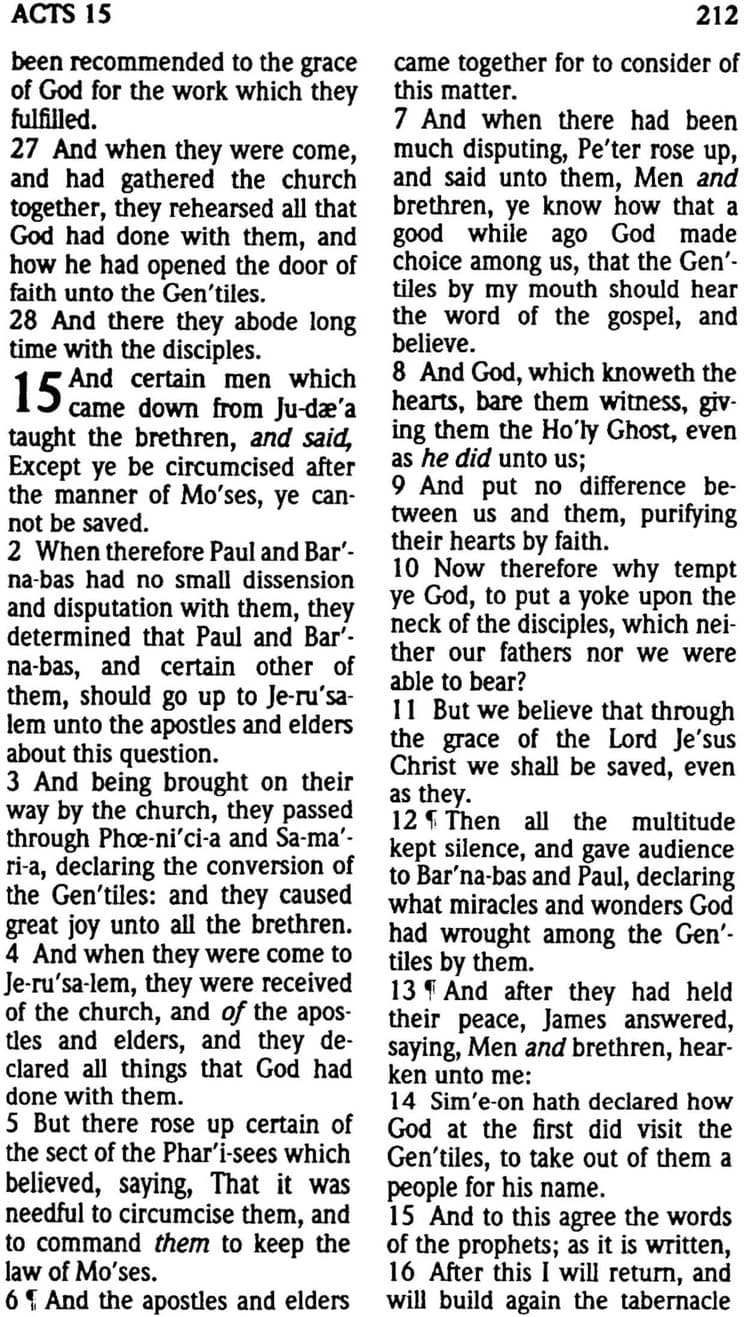 ACTS 15
212
been recommended to the grace
of God for the work which they
fulfilled.
27 And when they were come,
and had gathered the church
together, they rehearsed all that
God had done with them, and
how he had opened the door of
faith unto the Gen'tiles.
28 And there they abode long
time with the disciples.
15 And certain men which
came down from Ju-dæ'a
taught the brethren, and said,
Except ye be circumcised after
the manner of Mo'ses, ye can-
not be saved.
2 When therefore Paul and Bar'-
na-bas had no small dissension
and disputation with them, they
determined that Paul and Bar'-
na-bas, and certain other of
them, should go up to Je-ru'sa-
lem unto the apostles and elders
about this question.
3 And being brought on their
way by the church, they passed
through Phœ-ni'ci-a and Sa-ma'-
ri-a, declaring the conversion of
the Gen'tiles: and they caused
great joy unto all the brethren.
4 And when they were come to
Je-ru'sa-lem, they were received
of the church, and of the apos-
tles and elders, and they de-
clared all things that God had
done with them.
5 But there rose up certain of
the sect of the Phar'i-sees which
believed, saying, That it was
needful to circumcise them, and
to command them to keep the
law of Mo'ses.
6 ¶ And the apostles and elders
came together for to consider of
this matter.
7 And when there had been
much disputing, Pe'ter rose up,
and said unto them, Men and
brethren, ye know how that a
good while ago God made
choice among us, that the Gen'-
tiles by my mouth should hear
the word of the gospel, and
believe.
8 And God, which knoweth the
hearts, bare them witness, giv-
ing them the Ho'ly Ghost, even
as he did unto us;
9 And put no difference be-
tween us and them, purifying
their hearts by faith.
10 Now therefore why tempt
ye God, to put a yoke upon the
neck of the disciples, which nei-
ther our fathers nor we were
able to bear?
11 But we believe that through
the grace of the Lord Je'sus
Christ we shall be saved, even
as they.
12 ¶ Then all the multitude
kept silence, and gave audience
to Bar'na-bas and Paul, declaring
what miracles and wonders God
had wrought among the Gen'-
tiles by them.
13 ¶ And after they had held
their peace, James answered,
saying, Men and brethren, hear-
ken unto me:
14 Sim'e-on hath declared how
God at the first did visit the
Gen'tiles, to take out of them a
people for his name.
15 And to this agree the words
of the prophets; as it is written,
16 After this I will return, and
will build again the tabernacle